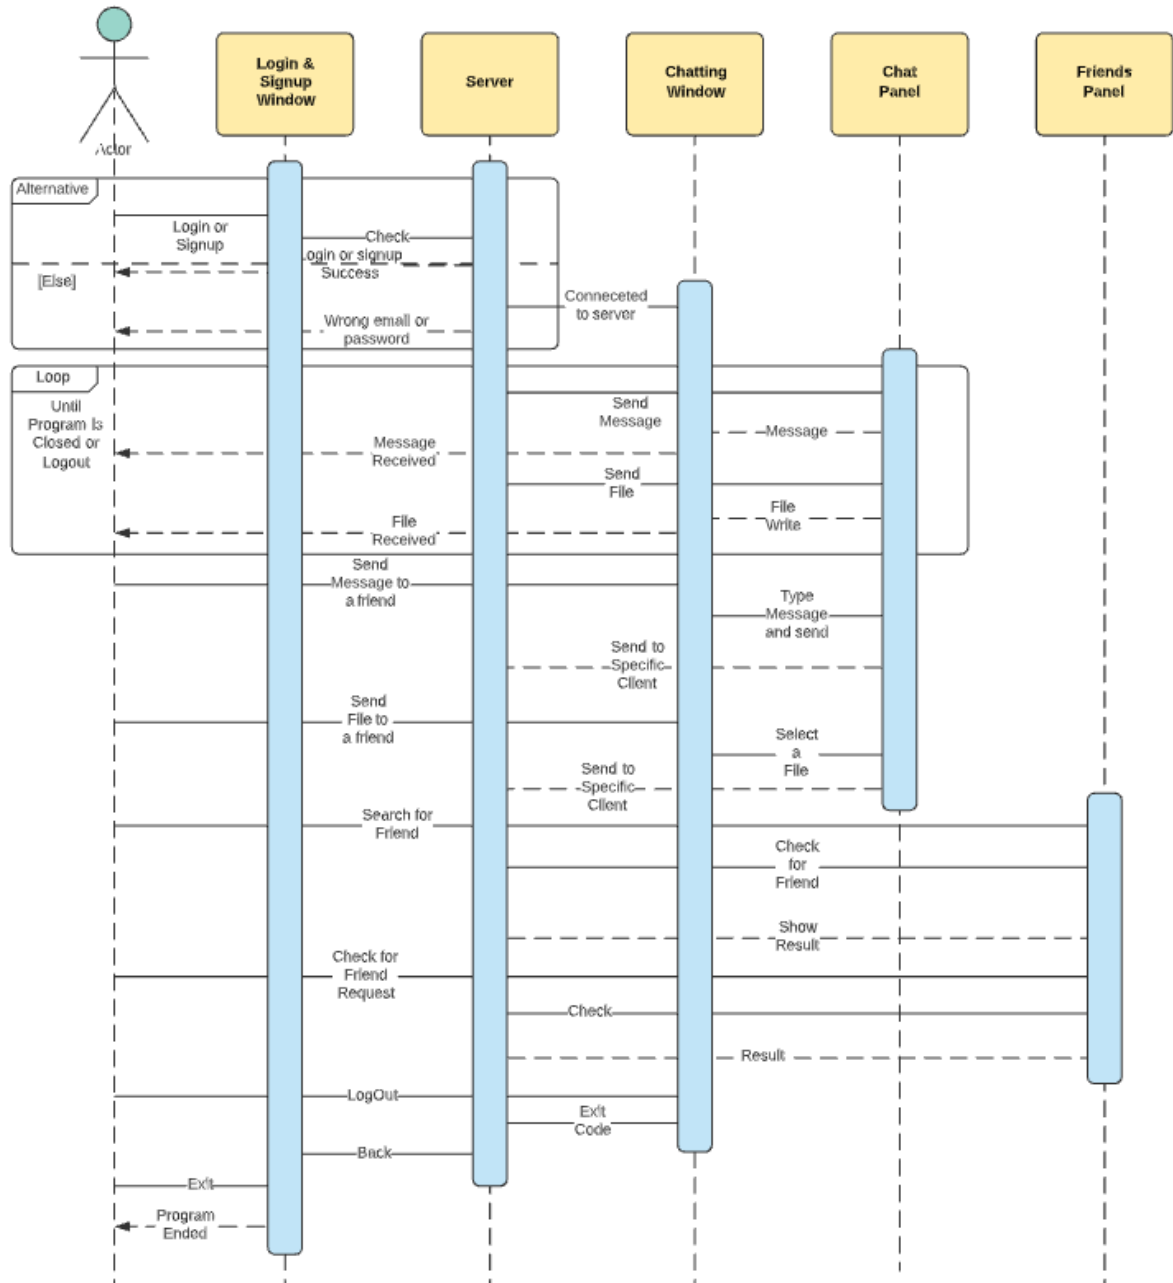 Actor
Login &
Signup
Window
Server
Chatting
Window
Chat
Panel
Friends
Panel
Alternative
Login or
Signup
Check
Login or signup
Success
[Else]
Conneceted
to server
Wrong email or
password
Loop
Until
Program is
Closed or
Logout
Send
Message
Message
Message
Received
Send
File
File
Write
File
Received
Send
Message to
a friend
Type
Message
and send
Send to
Specific
Client
Send
File to
a friend
Select
a
File
Send to
Specific
Client
Search for
Friend
Check
for
Friend
Show
Result
Check for
Friend
Request
Check
Result
LogOut
Exit
Code
Back
Exit
Program
Ended